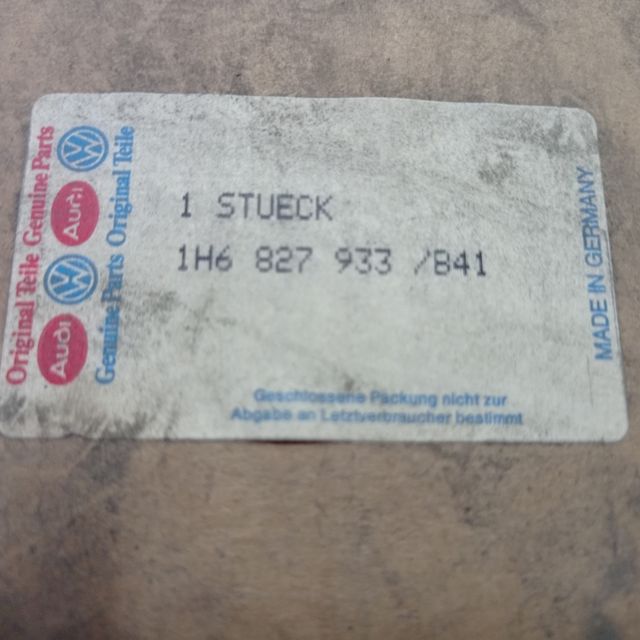 Original Teile Genuine Parts
Audi
Audi
Genuine Parts Original Teile
1 STUECK
1H6 827 933 /B41
Geschlossene Packung nicht zur
Abgabe an Letztverbraucher bestimmt
MADE IN GERMANY